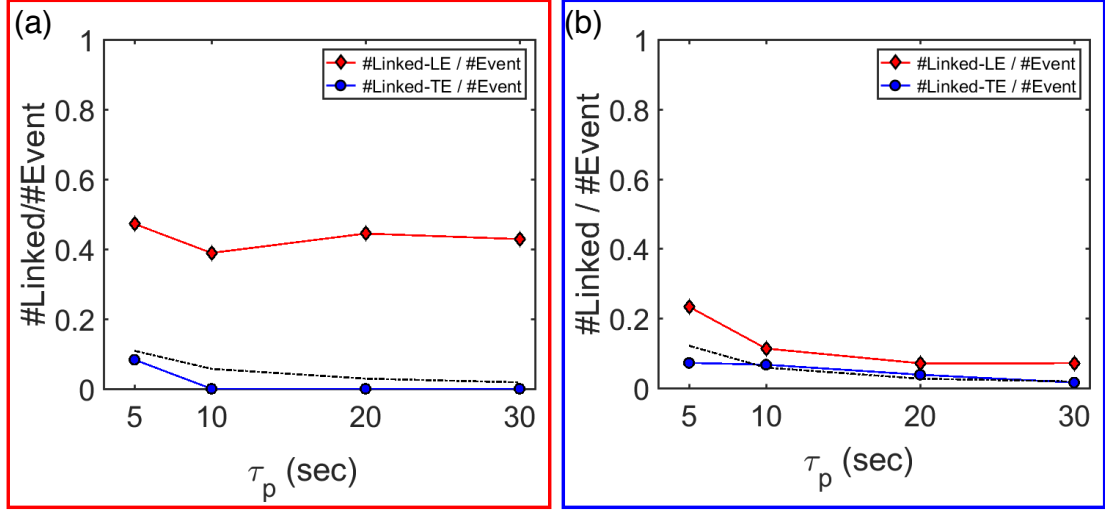 (a)
#Linked/#Event
1
0.8
0.6
0.4
0.2
0
#Linked-LE / #Event
#Linked-TE / #Event
5 10 20 30
τp (sec)
(b)
#Linked / #Event
1
0.8
0.6
0.4
0.2
0
#Linked-LE / #Event
#Linked-TE / #Event
5 10 20 30
τp (sec)